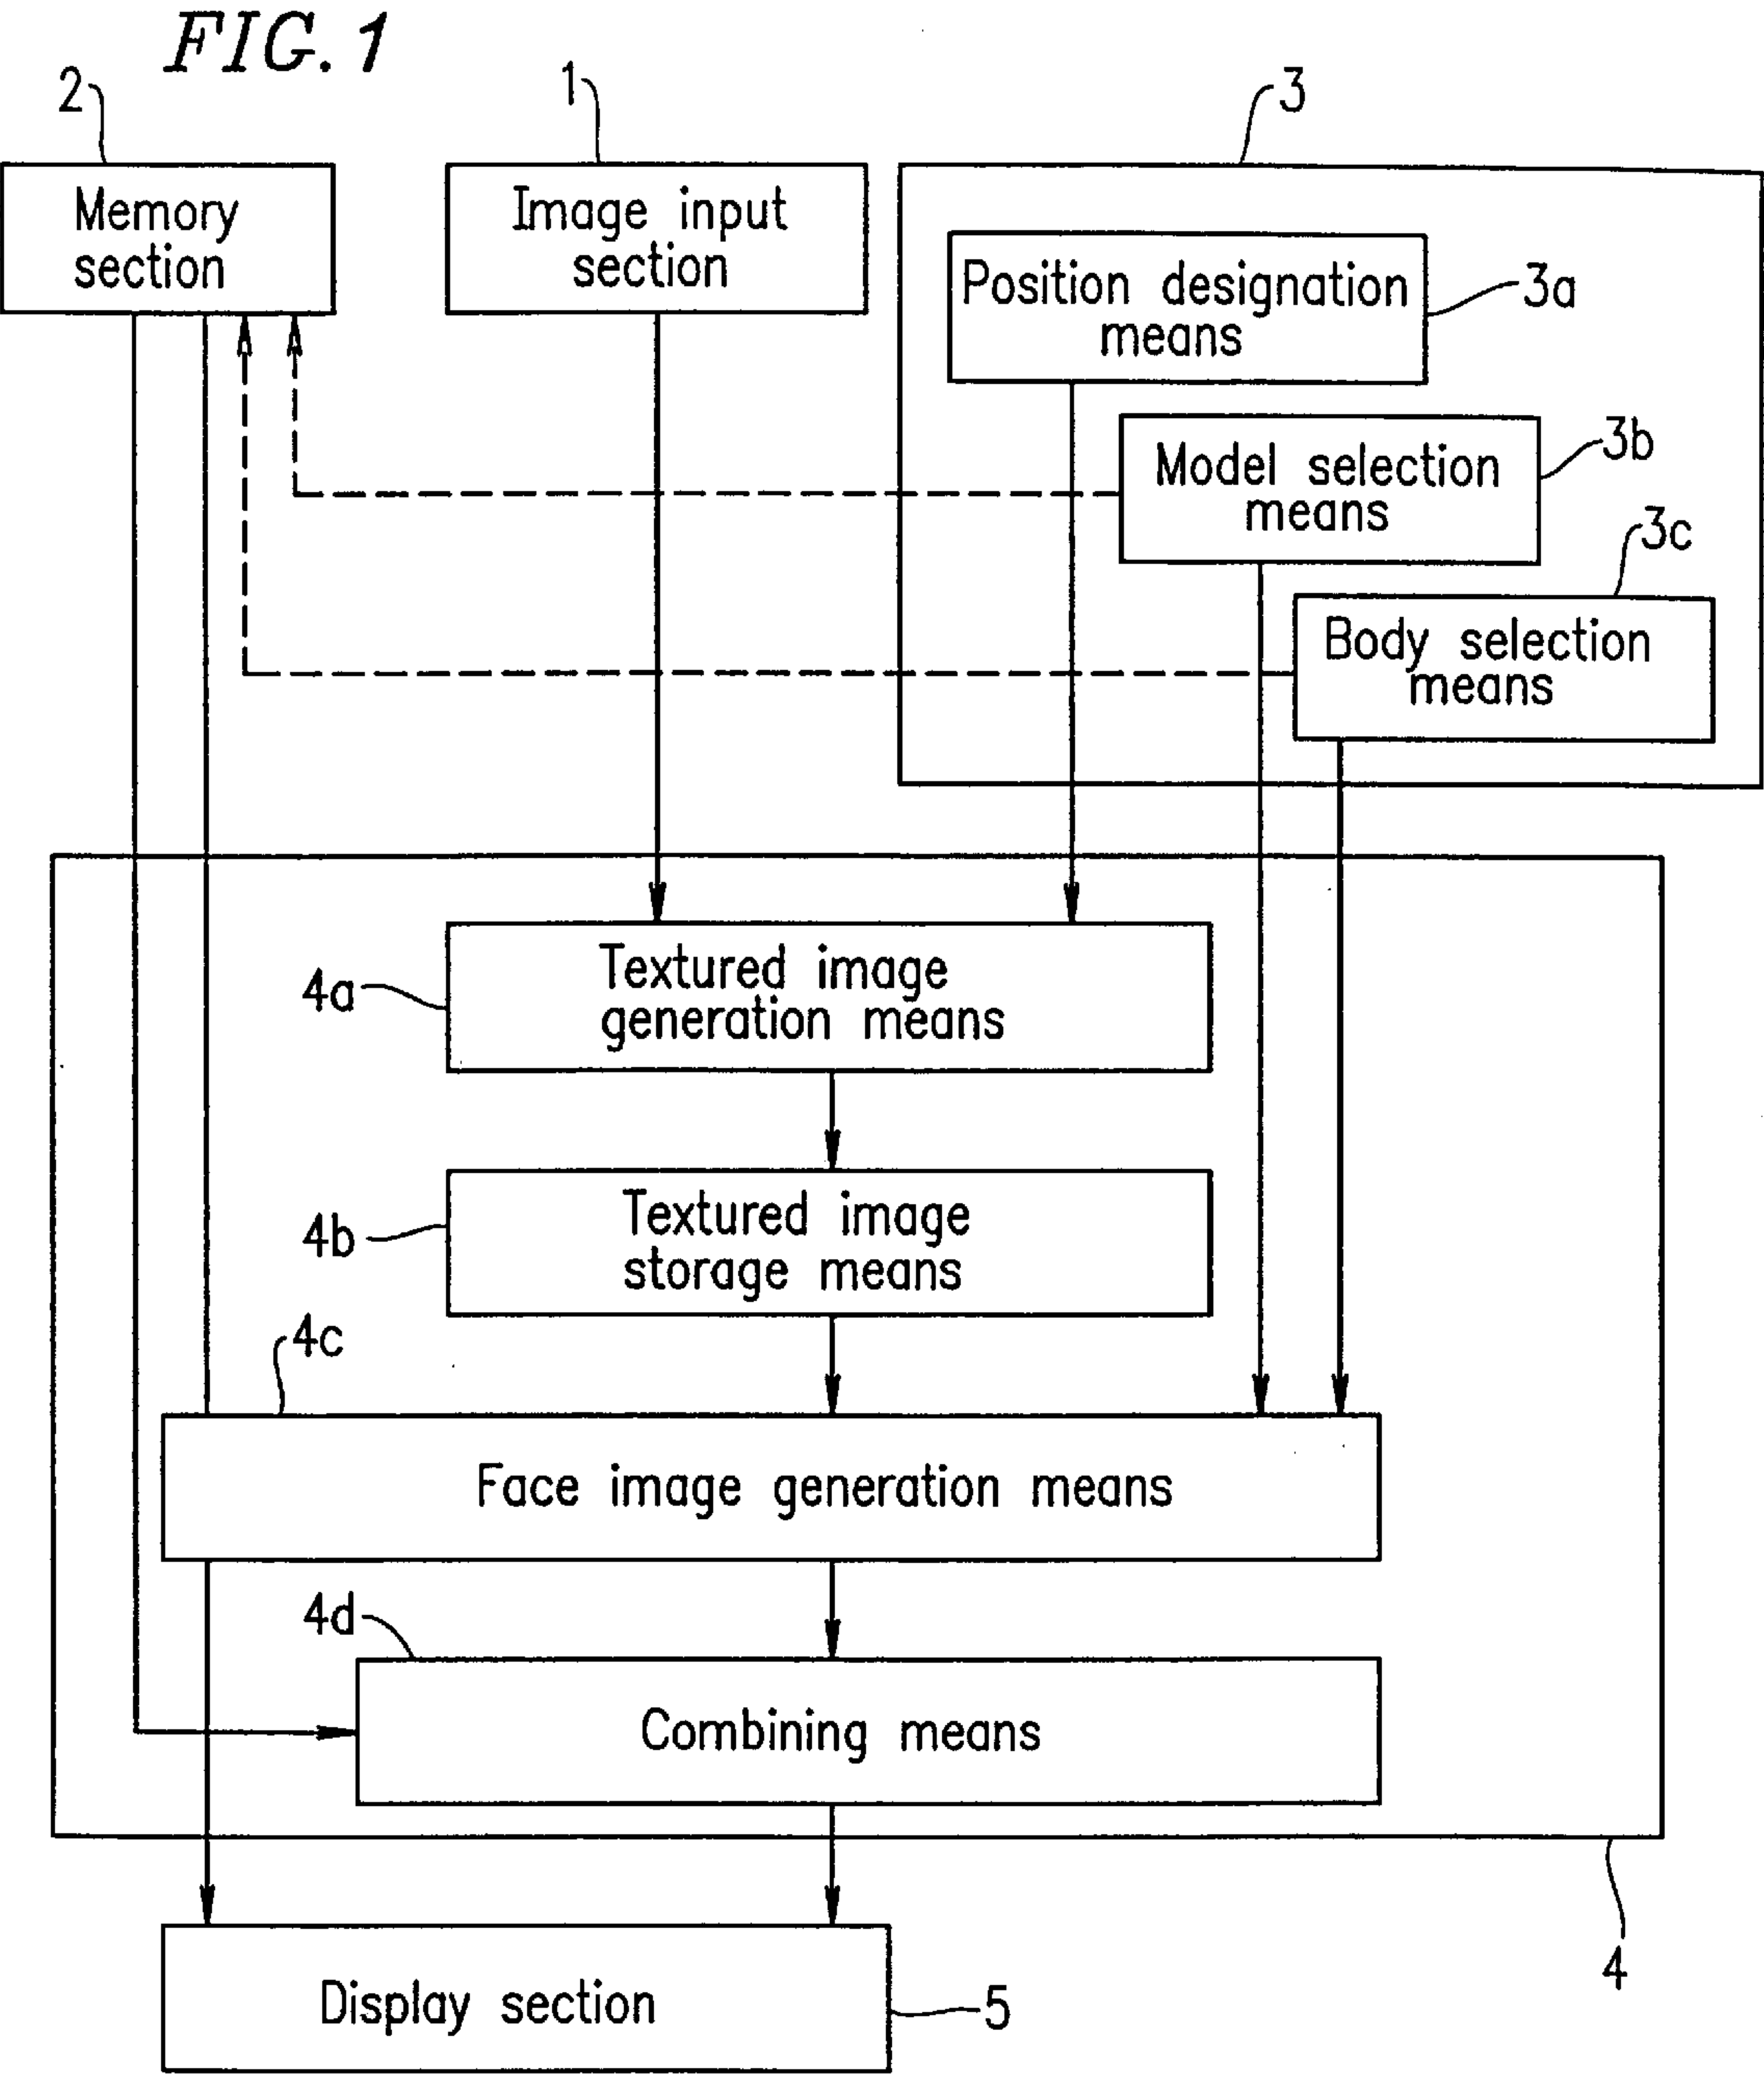 FIG. 1
2
1
3
Memory
section
Image input
section
Position designation
means
3a
Model selection
means
3b
3c
Body selection
means
4a
Textured image
generation means
4b
Textured image
storage means
4c
Face image generation means
4d
Combining means
4
Display section
5